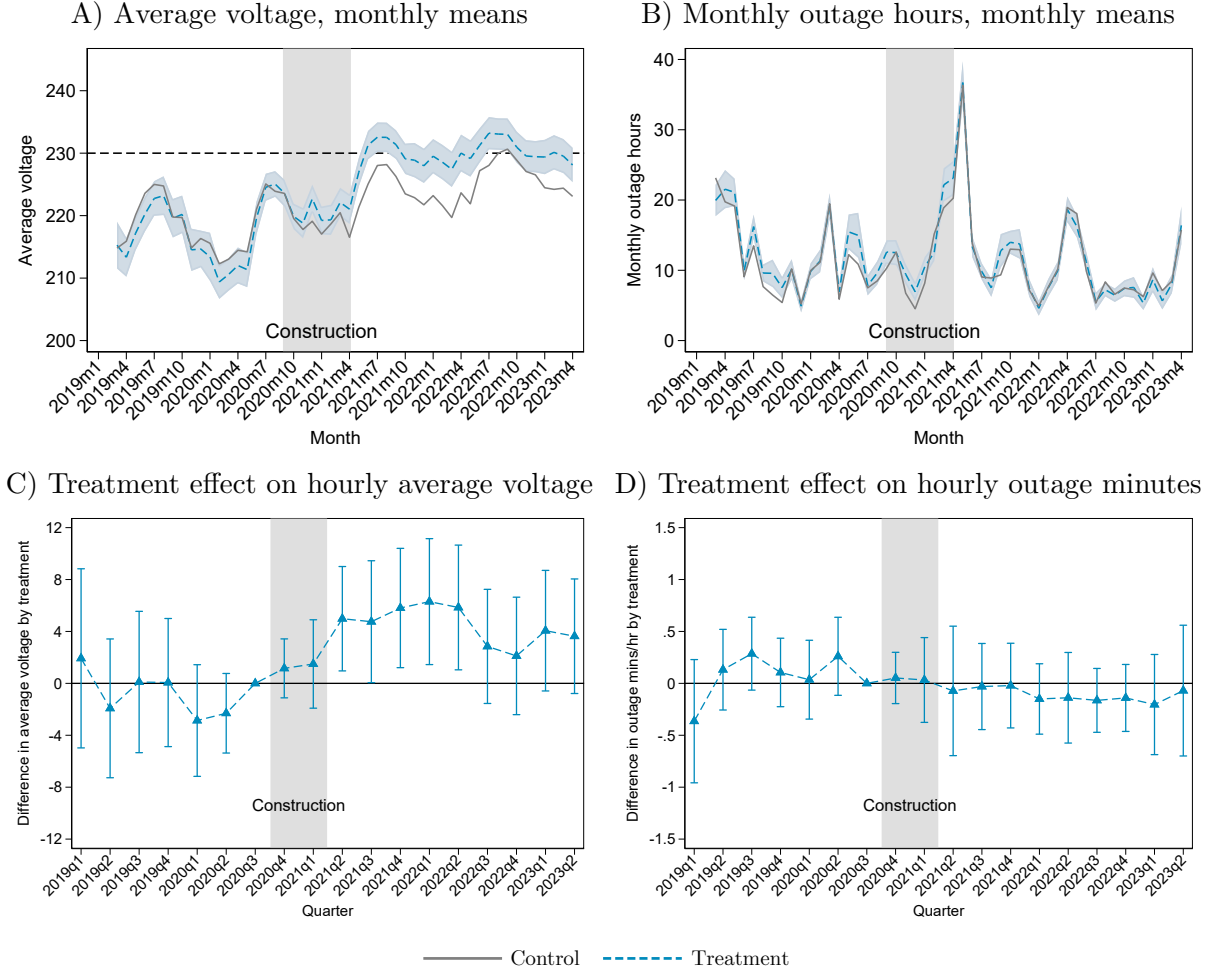 A) Average voltage, monthly means
240
230
220
210
200
Average voltage
Construction
2019m1
2019m4
2019m7
2019m10
2020m1
2020m4
2020m7
2020m10
2021m1
2021m4
2021m7
2021m10
2022m1
2022m4
2022m7
2022m10
2023m1
2023m4
Month
B) Monthly outage hours, monthly means
40
30
20
10
0
Monthly outage hours
Construction
2019m1
2019m4
2019m7
2019m10
2020m1
2020m4
2020m7
2020m10
2021m1
2021m4
2021m7
2021m10
2022m1
2022m4
2022m7
2022m10
2023m1
2023m4
Month
C) Treatment effect on hourly average voltage
12
8
4
0
-4
-8
-12
Difference in average voltage by treatment
Construction
2019q1
2019q2
2019q3
2019q4
2020q1
2020q2
2020q3
2020q4
2021q1
2021q2
2021q3
2021q4
2022q1
2022q2
2022q3
2022q4
2023q1
2023q2
Quarter
D) Treatment effect on hourly outage minutes
1.5
1
.5
0
-.5
-1
-1.5
Difference in outage mins/hr by treatment
Construction
2019q1
2019q2
2019q3
2019q4
2020q1
2020q2
2020q3
2020q4
2021q1
2021q2
2021q3
2021q4
2022q1
2022q2
2022q3
2022q4
2023q1
2023q2
Quarter
Control
Treatment